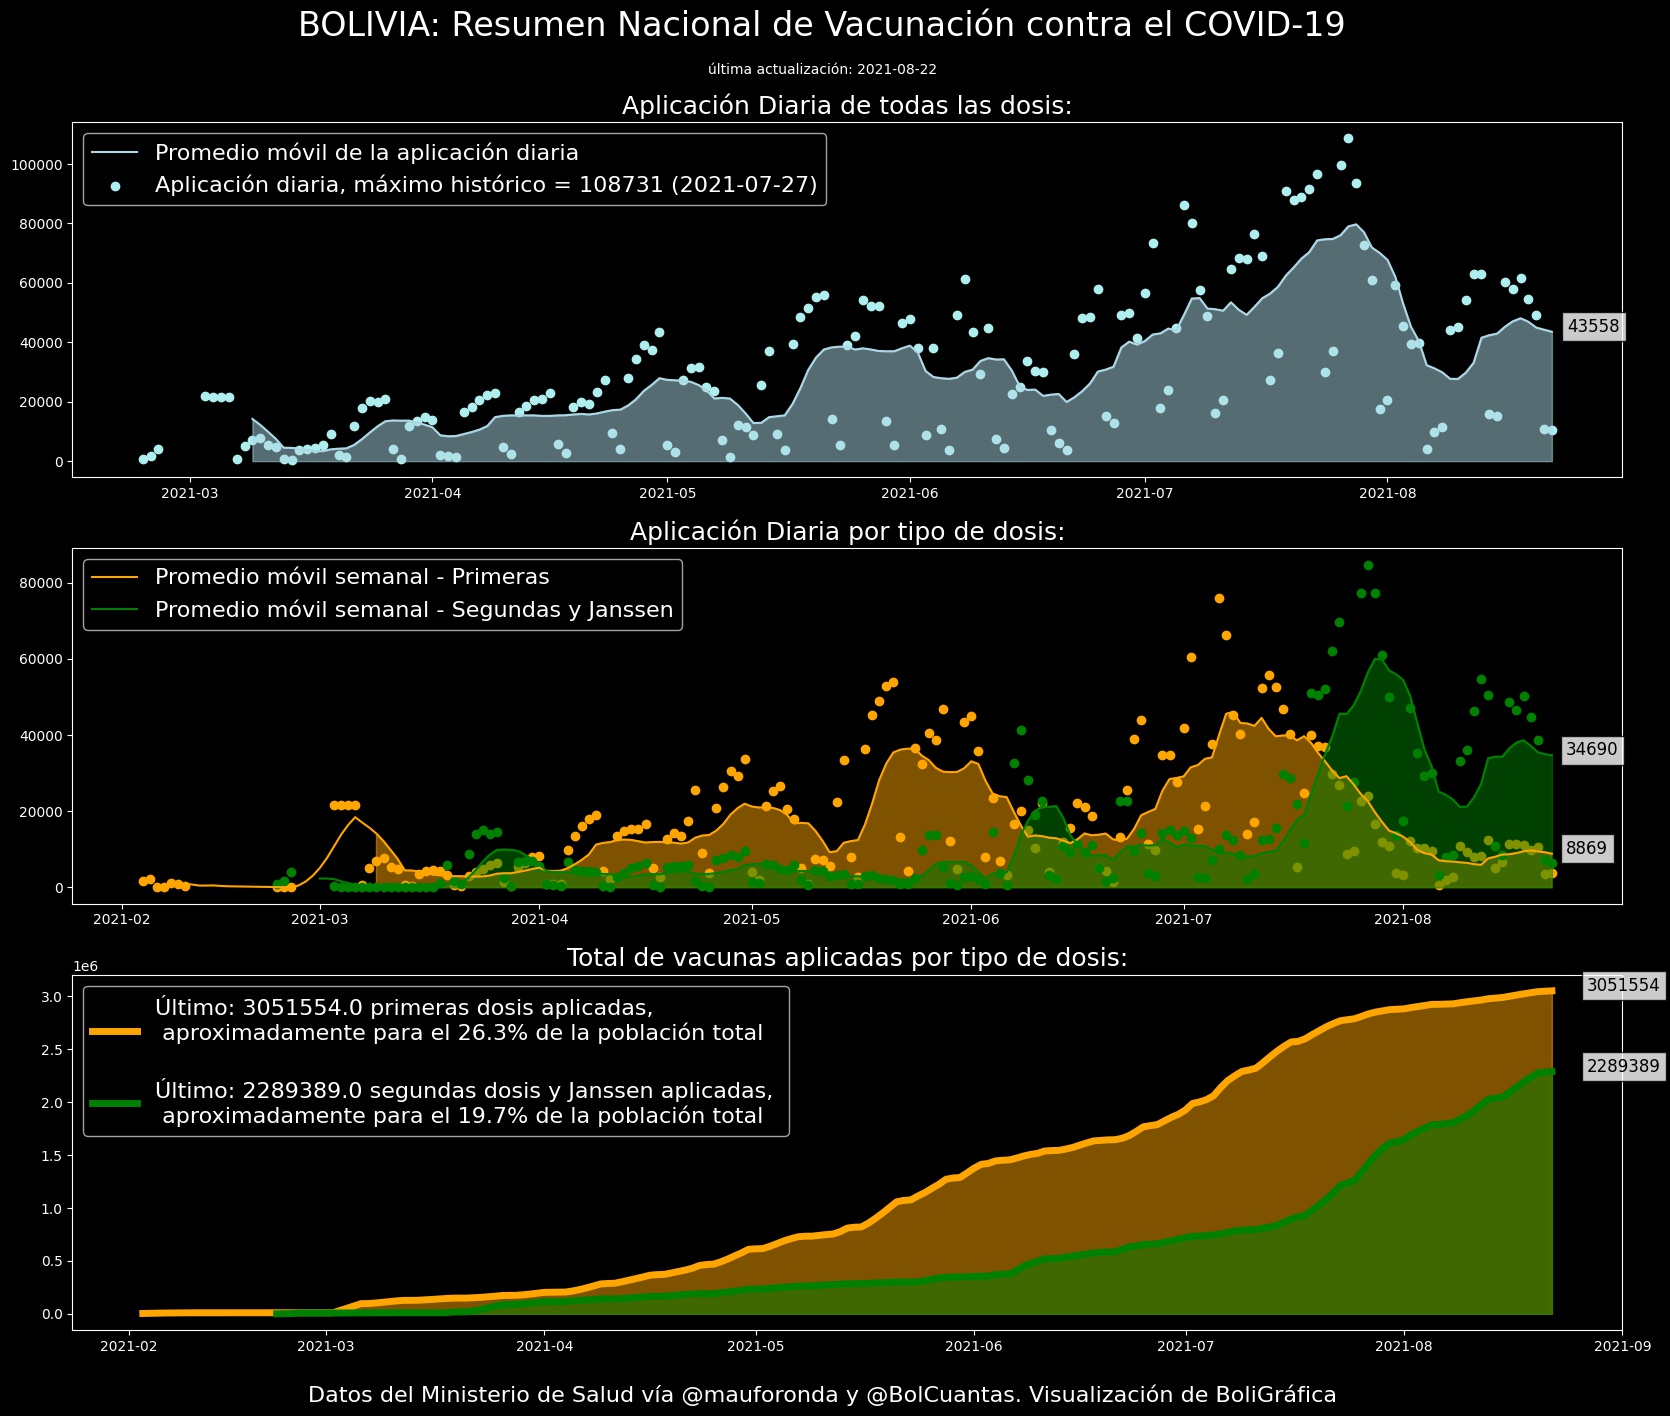 BOLIVIA: Resumen Nacional de Vacunación contra el COVID-19
última actualización: 2021-08-22
Aplicación Diaria de todas las dosis:
Promedio móvil de la aplicación diaria
Aplicación diaria, máximo histórico = 108731 (2021-07-27)
100000
80000
60000
40000
20000
0
43558
2021-03 2021-04 2021-05 2021-06 2021-07 2021-08
Aplicación Diaria por tipo de dosis:
Promedio móvil semanal - Primeras
Promedio móvil semanal - Segundas y Janssen
80000
60000
40000
20000
0
34690
8869
2021-02 2021-03 2021-04 2021-05 2021-06 2021-07 2021-08
Total de vacunas aplicadas por tipo de dosis:
1e6
Último: 3051554.0 primeras dosis aplicadas,
aproximadamente para el 26.3% de la población total
Último: 2289389.0 segundas dosis y Janssen aplicadas,
aproximadamente para el 19.7% de la población total
3.0
2.5
2.0
1.5
1.0
0.5
0.0
3051554
2289389
2021-02 2021-03 2021-04 2021-05 2021-06 2021-07 2021-08 2021-09
Datos del Ministerio de Salud vía @mauforonda y @BolCuantas. Visualización de BoliGráfica